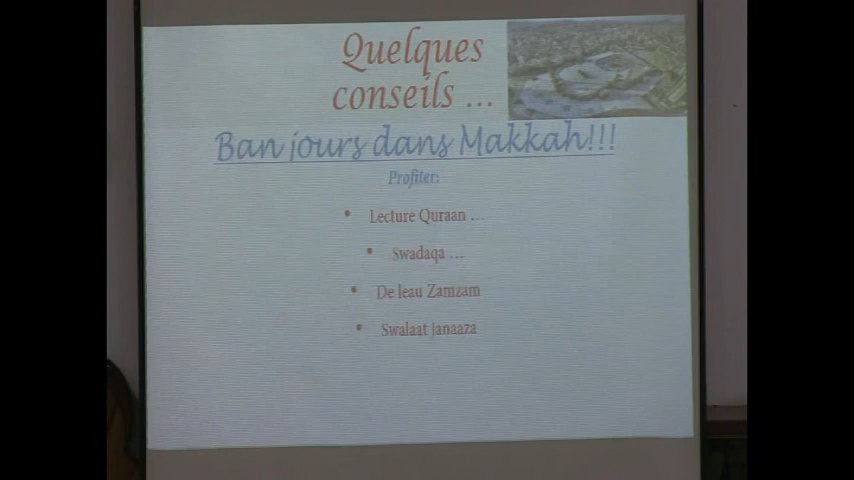 Quelques
conseils ...
Ban jours dans Makkah!!!
Profiter:
• Lecture Quraan ...
• Swadaqa ...
• De leau Zamzam
• Swalaat Janaaza